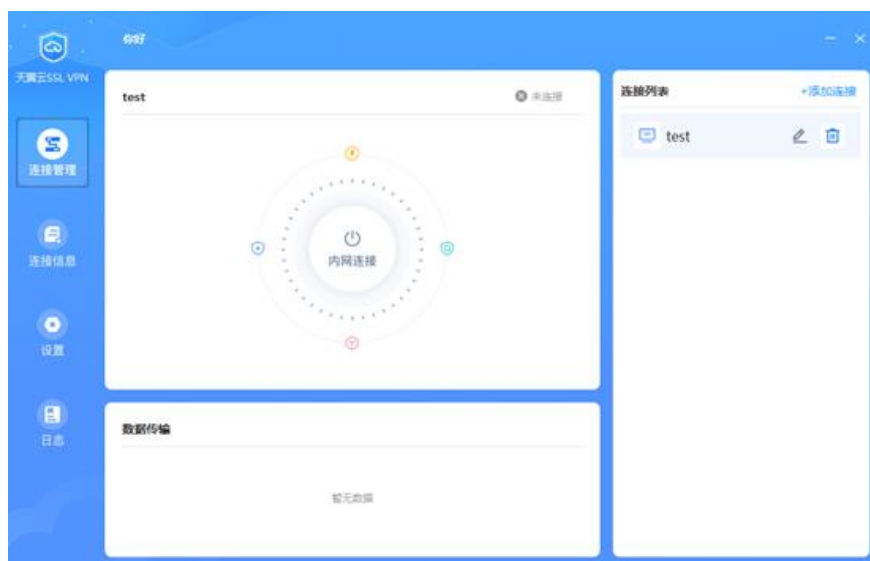 你好
天翼云SSL VPN
连接管理
连接信息
设置
日志
test
未连接
内网连接
数据传输
暂无数据
连接列表
+添加连接
test